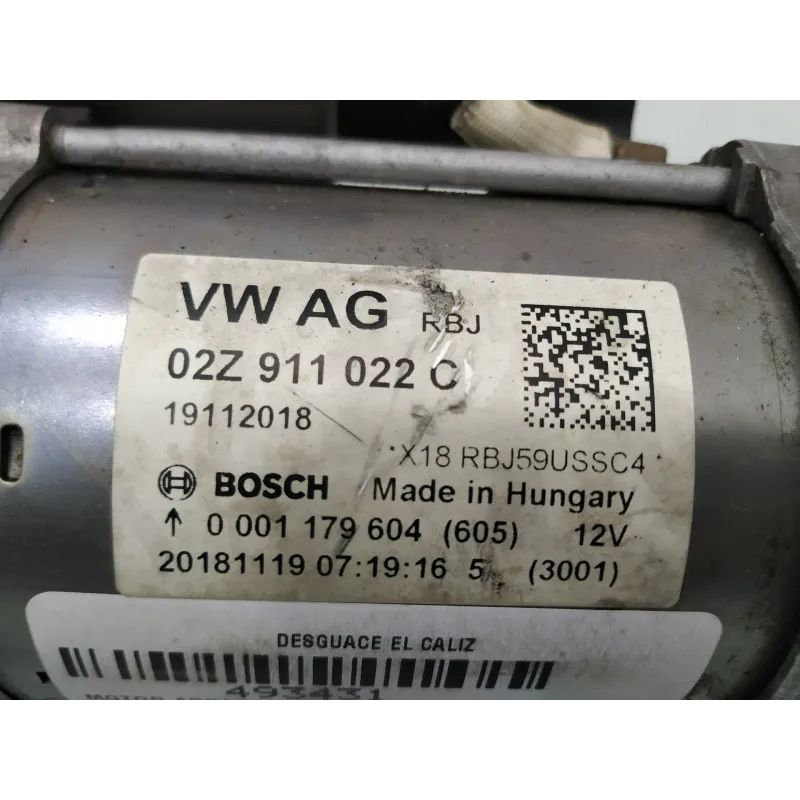 VW AG RBJ
02Z 911 022 C
19112018
*X18 RBJ59USSC4*
BOSCH Made in Hungary
↑ 0 001 179 604 (605) 12V
20181119 07:19:16 5 (3001)
DESGUACE EL CALIZ
493431
MOTOR